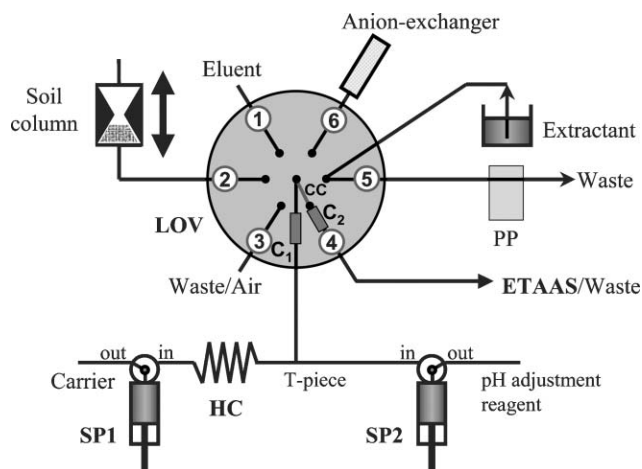 Anion-exchanger
Eluent
Soil
column
1
6
Extractant
2
CC
5
Waste
LOV
C2
PP
3
C1
4
Waste/Air
ETAAS/Waste
out
in
in
out
Carrier
HC
T-piece
pH adjustment
reagent
SP1
SP2